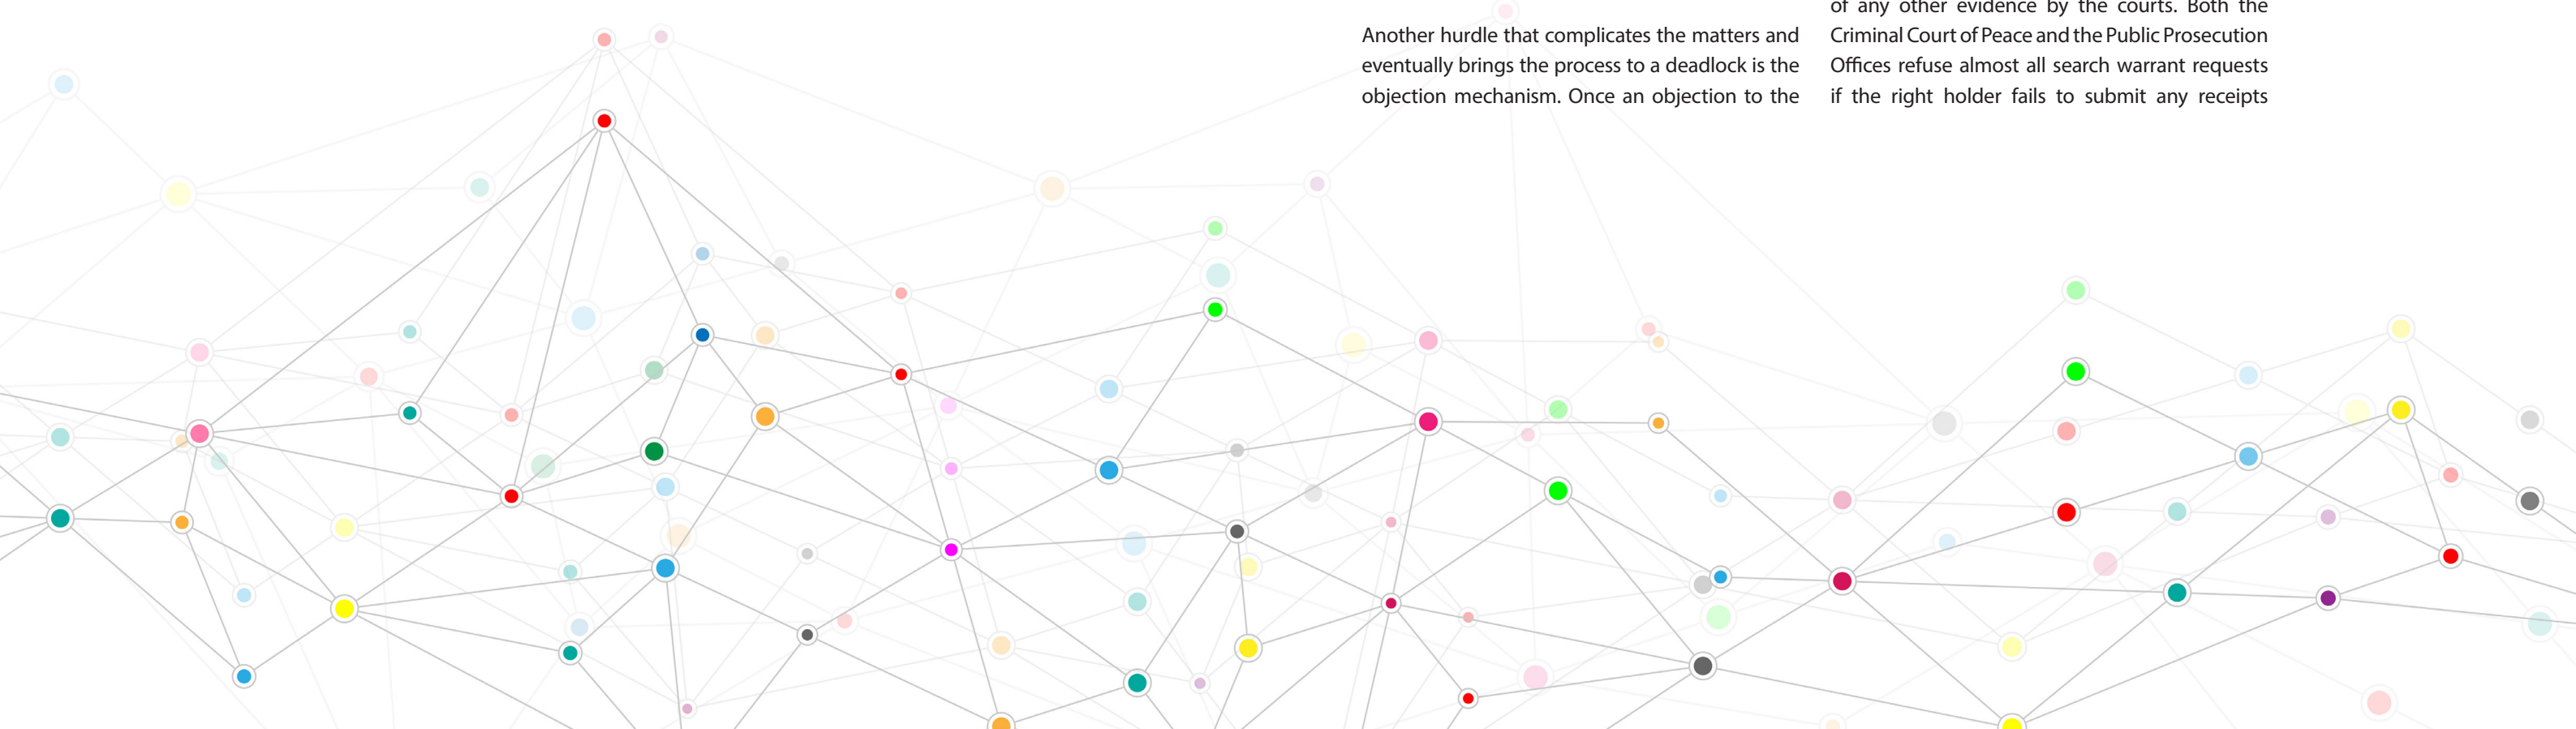 Another hurdle that complicates the matters and
eventually brings the process to a deadlock is the
objection mechanism. Once an objection to the
of any other evidence by the courts. Both the
Criminal Court of Peace and the Public Prosecution
Offices refuse almost all search warrant requests
if the right holder fails to submit any receipts